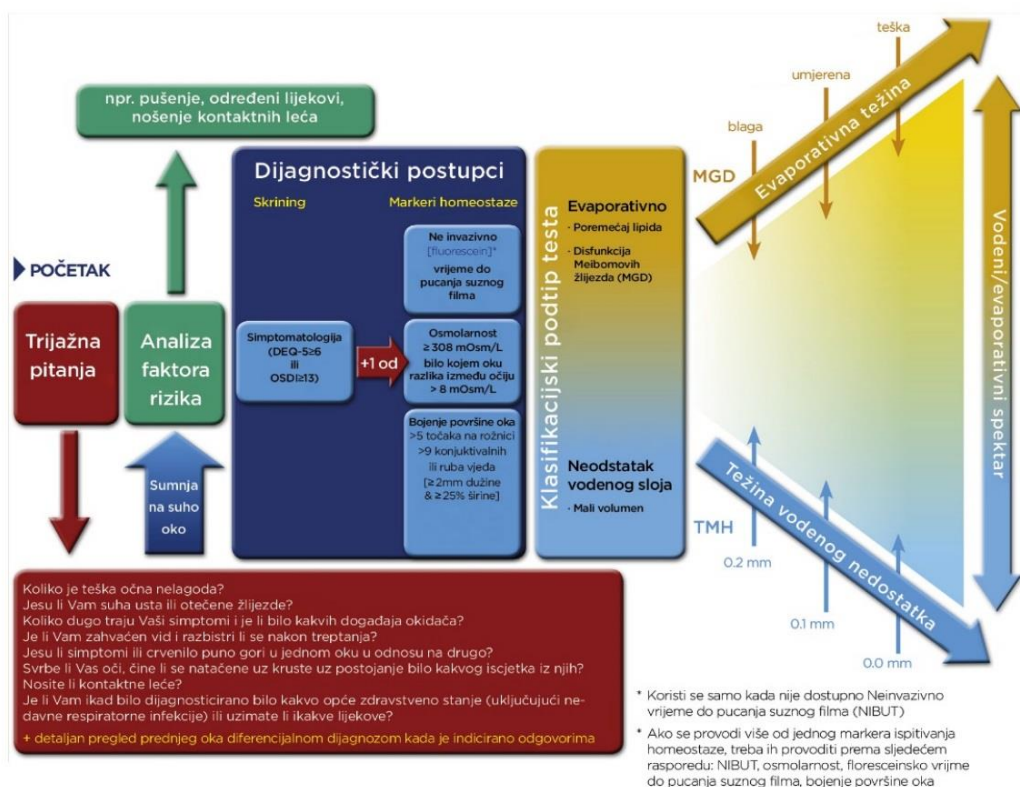 npr. pušenje, određeni lijekovi,
nošenje kontaktnih leća
POČETAK
Trijažna
pitanja
Analiza
faktora
rizika
Sumnja
na suho
oko
Dijagnostički postupci
Skrining
Markeri homeostaze
Simptomatologija
(DEQ-5≥6
ili
OSDI≥13)
+1 od
Ne invazivno
[fluorescein]*
vrijeme do
pucanja suznog
filma
Osmolarnost
≥308 mOsm/L
bilo kojem oku
razlika između očiju
> 8 mOsm/L
Bojenje površine oka
>5 točaka na rožnici
>9 konjuktivalnih
ili ruba vjeđa
[≥2mm dužine
& ≥25% širine]
Klasifikacijski podtip testa
Evaporativno
· Poremećaj lipida
· Disfunkcija
Meibomovih
žlijezda (MGD)
Neodstatak
vodenog sloja
· Mali volumen
MGD
blaga
umjerena
teška
Evaporativna težina
Vodeni/evaporativni spektar
TMH
0.2 mm
0.1 mm
0.0 mm
Težina vodenog nedostatka
Koliko je teška očna nelagoda?
Jesu li Vam suha usta ili otečene žlijezde?
Koliko dugo traju Vaši simptomi i je li bilo kakvih događaja okidača?
Je li Vam zahvaćen vid i razbistri li se nakon treptanja?
Jesu li simptomi ili crvenilo puno gori u jednom oku u odnosu na drugo?
Svrbe li Vas oči, čine li se natačene uz kruste uz postojanje bilo kakvog iscjetka iz njih?
Nosite li kontaktne leće?
Je li Vam ikad bilo dijagnosticirano bilo kakvo opće zdravstveno stanje (uključujući ne-
davne respiratorne infekcije) ili uzimate li ikakve lijekove?
+ detaljan pregled prednjeg oka diferencijalnom dijagnozom kada je indicirano odgovorima
* Koristi se samo kada nije dostupno Neinvazivno
vrijeme do pucanja suznog filma (NIBUT)
* Ako se provodi više od jednog markera ispitivanja
homeostaze, treba ih provoditi prema sljedećem
rasporedu: NIBUT, osmolarnost, floresceinsko vrijme
do pucanja suznog filma, bojenje površine oka